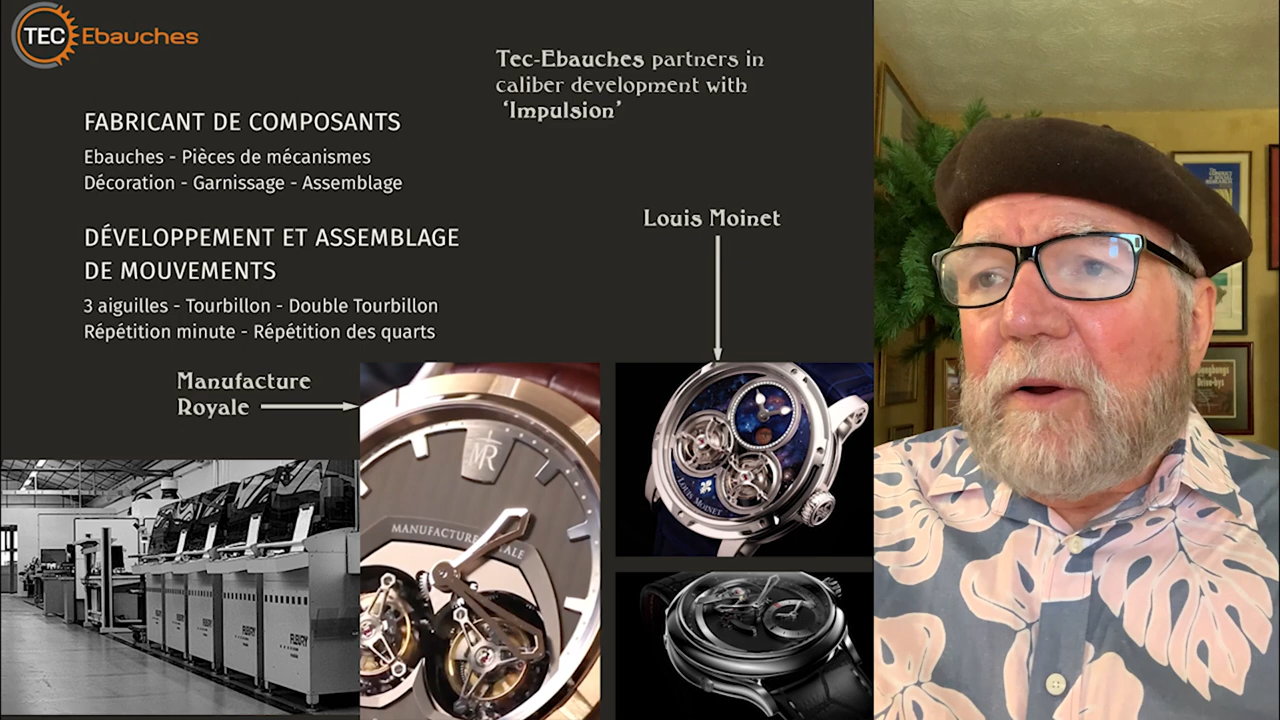 TEC Ebauches
Tec-Ebauches partners in
caliber development with
‘Impulsion’
FABRICANT DE COMPOSANTS
Ebauches - Pièces de mécanismes
Décoration - Garnissage - Assemblage
DÉVELOPPEMENT ET ASSEMBLAGE
DE MOUVEMENTS
3 aiguilles - Tourbillon - Double Tourbillon
Répétition minute - Répétition des quarts
Louis Moinet
Manufacture
Royale
MR
MANUFACTURE
LOUIS MOINET
FLEURY